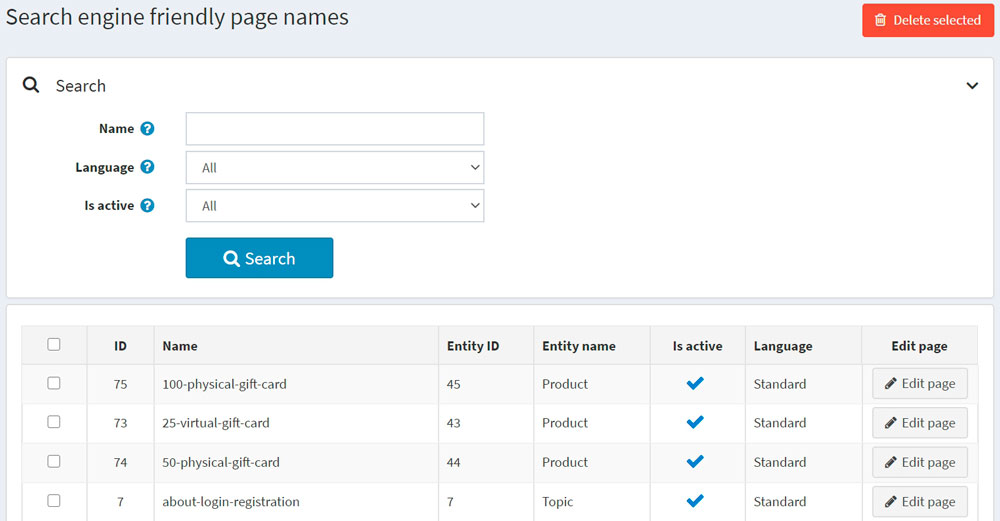 Search engine friendly page names
Delete selected
Search
Name ?
Language ? All
Is active ? All
Search
ID Name Entity ID Entity name Is active Language Edit page
75 100-physical-gift-card 45 Product Standard Edit page
73 25-virtual-gift-card 43 Product Standard Edit page
74 50-physical-gift-card 44 Product Standard Edit page
7 about-login-registration 7 Topic Standard Edit page